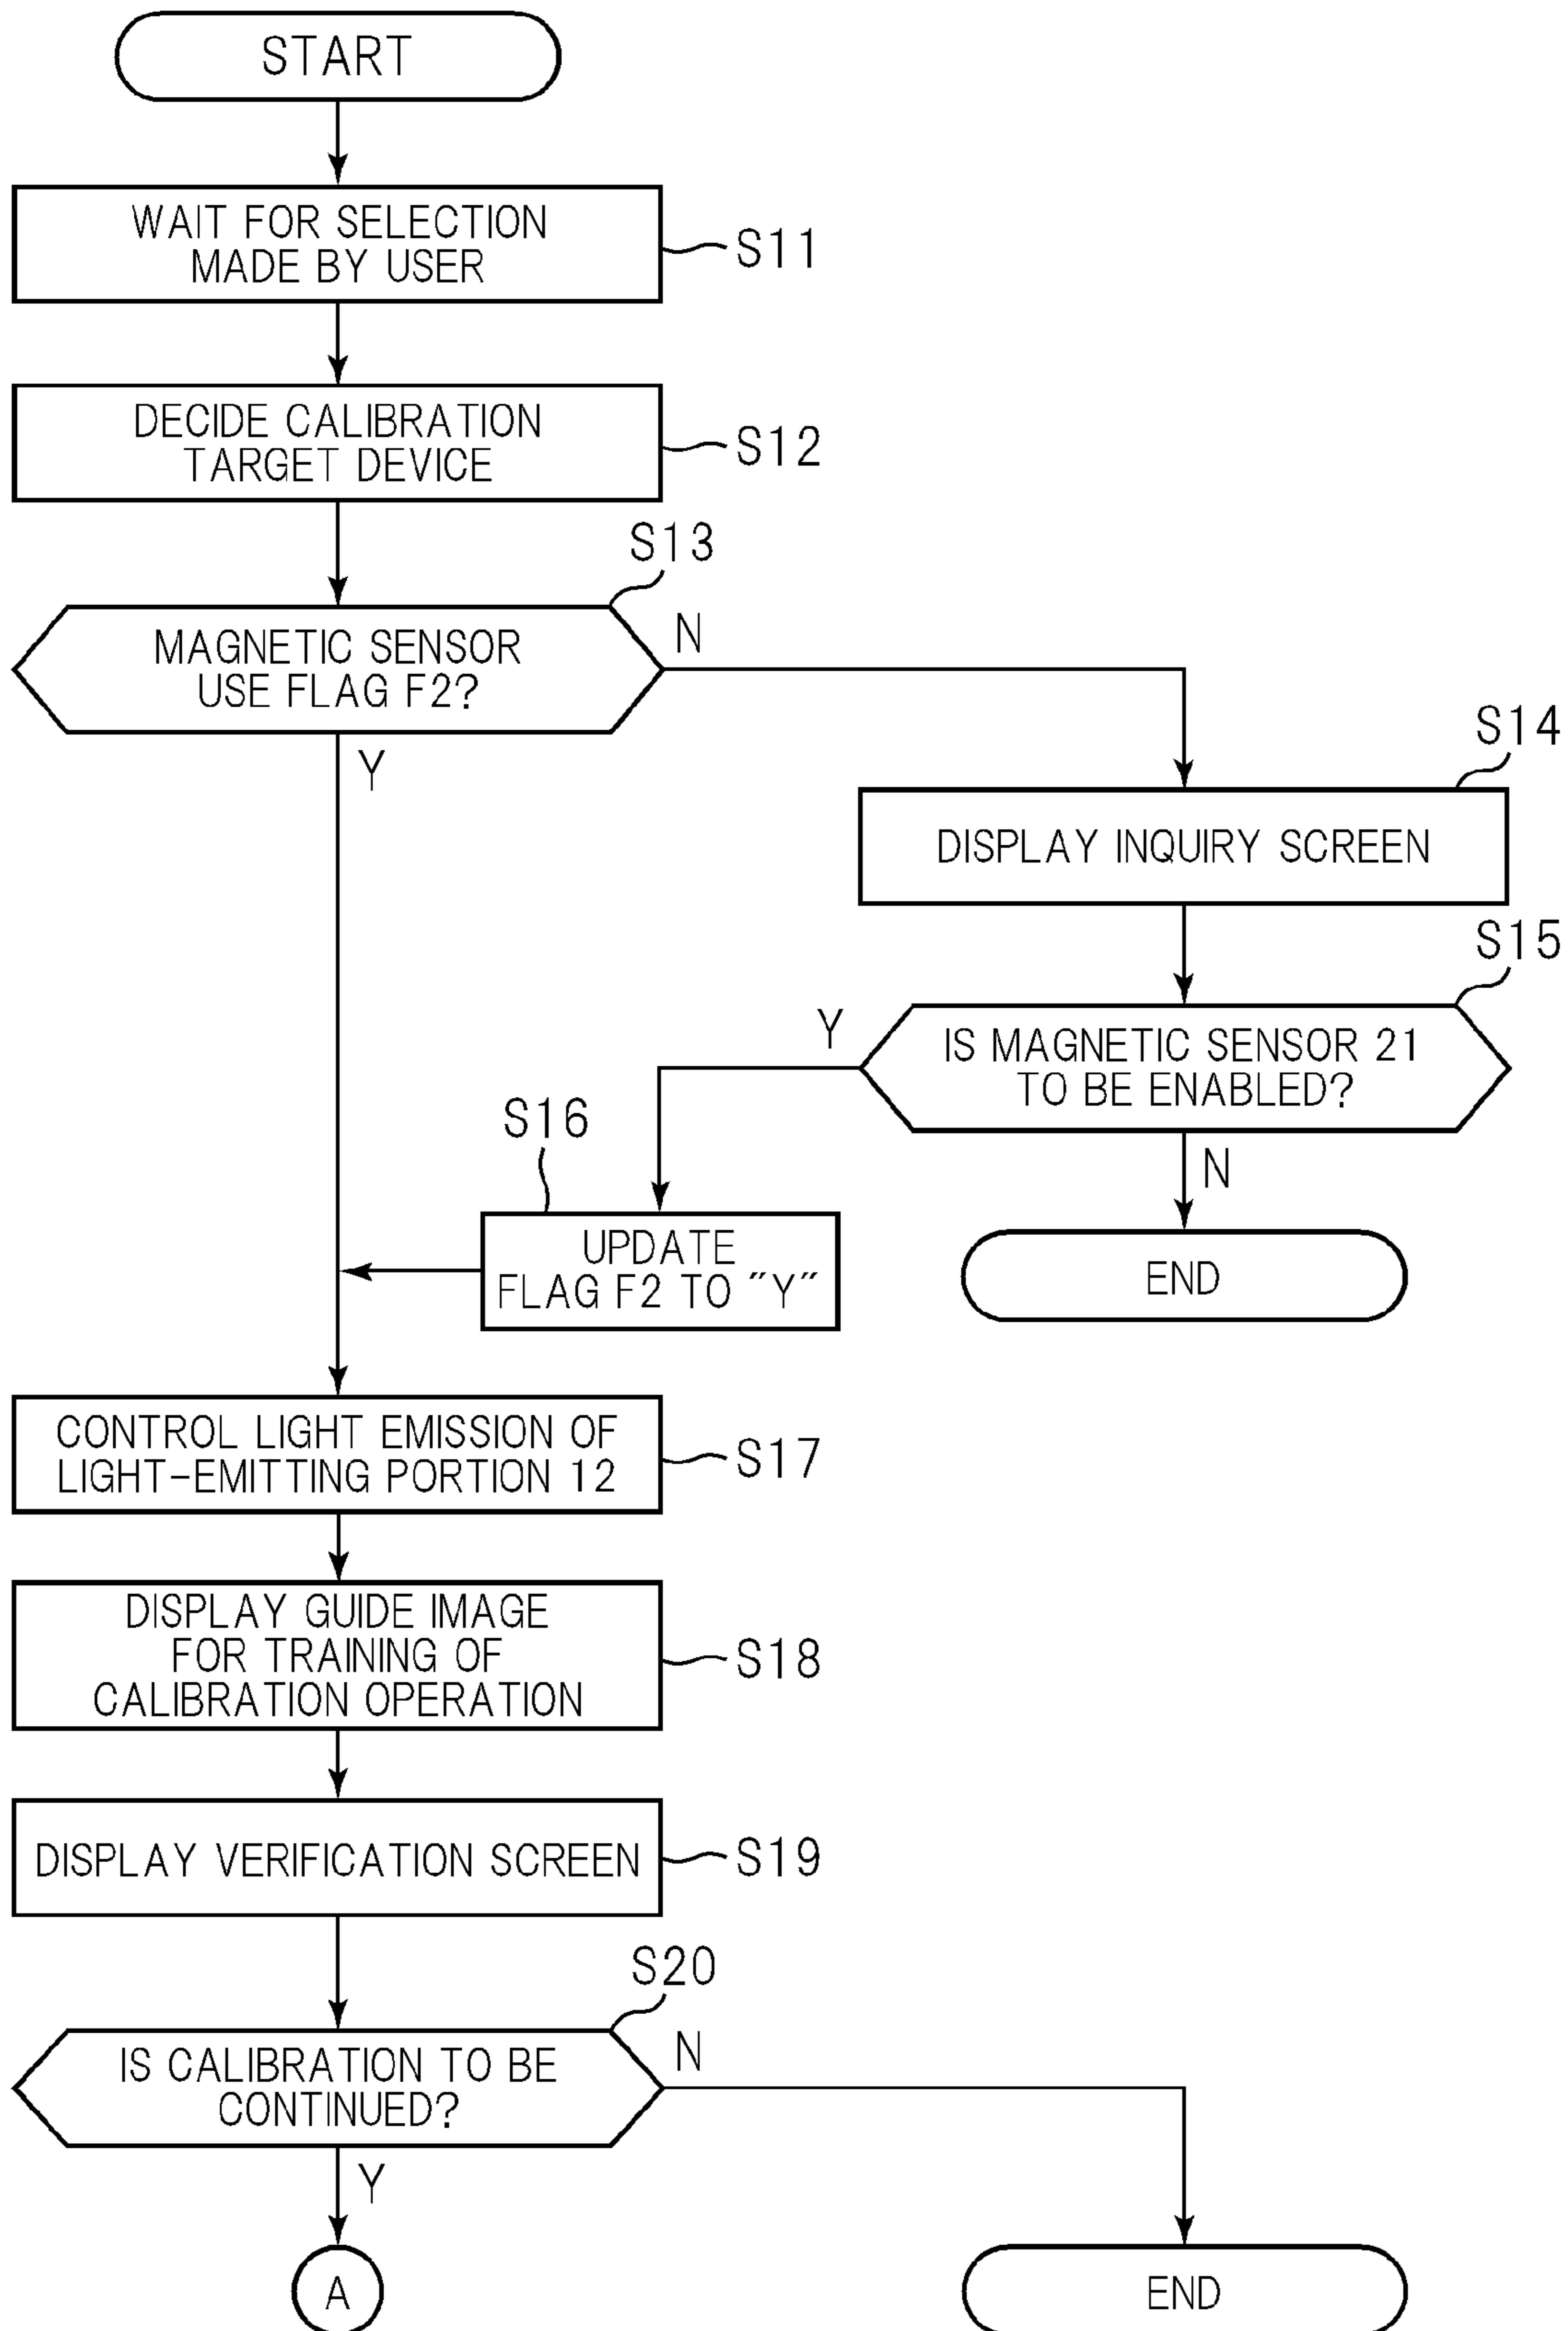 START
WAIT FOR SELECTION
MADE BY USER
S11
DECIDE CALIBRATION
TARGET DEVICE
S12
S13
MAGNETIC SENSOR
USE FLAG F2?
N
Y
S14
DISPLAY INQUIRY SCREEN
S15
IS MAGNETIC SENSOR 21
TO BE ENABLED?
Y
N
S16
UPDATE
FLAG F2 TO "Y"
END
CONTROL LIGHT EMISSION OF
LIGHT-EMITTING PORTION 12
S17
DISPLAY GUIDE IMAGE
FOR TRAINING OF
CALIBRATION OPERATION
S18
DISPLAY VERIFICATION SCREEN
S19
S20
IS CALIBRATION TO BE
CONTINUED?
N
Y
A
END